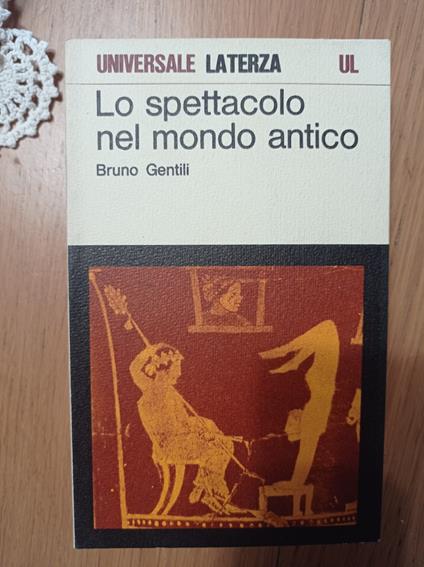 UNIVERSALE LATERZA UL
Lo spettacolo
nel mondo antico
Bruno Gentili